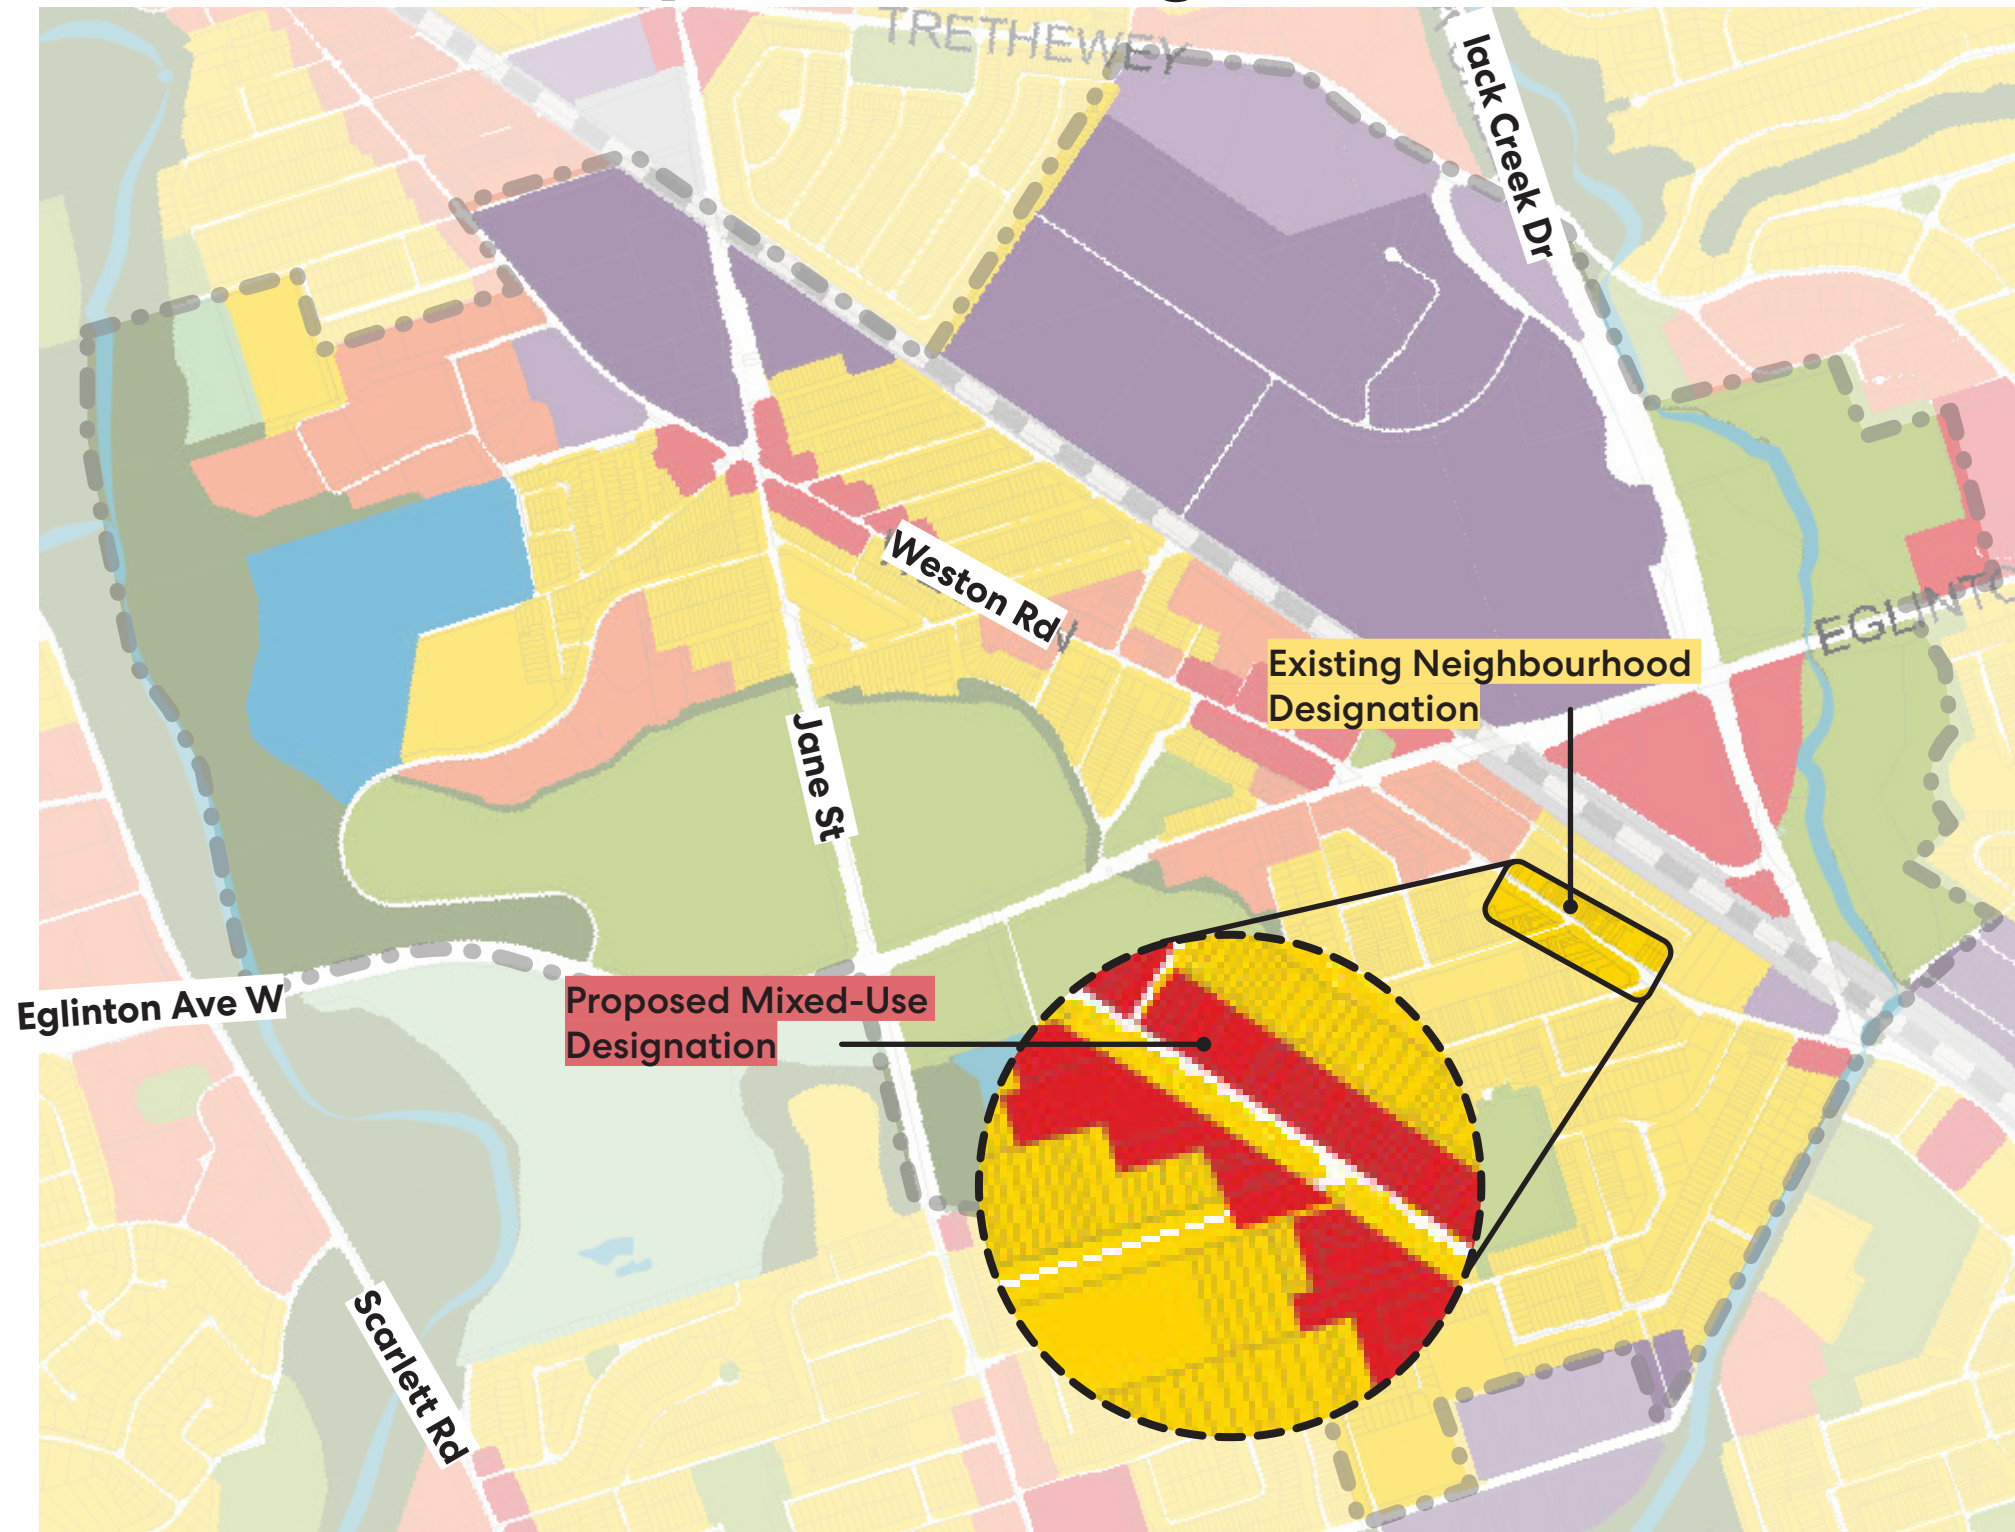 TRETHEWEY
lack Creek Dr
Weston Rd
EGLINTO
Existing Neighbourhood
Designation
Jane St
Proposed Mixed-Use
Designation
Eglinton Ave W
Scarlett Rd